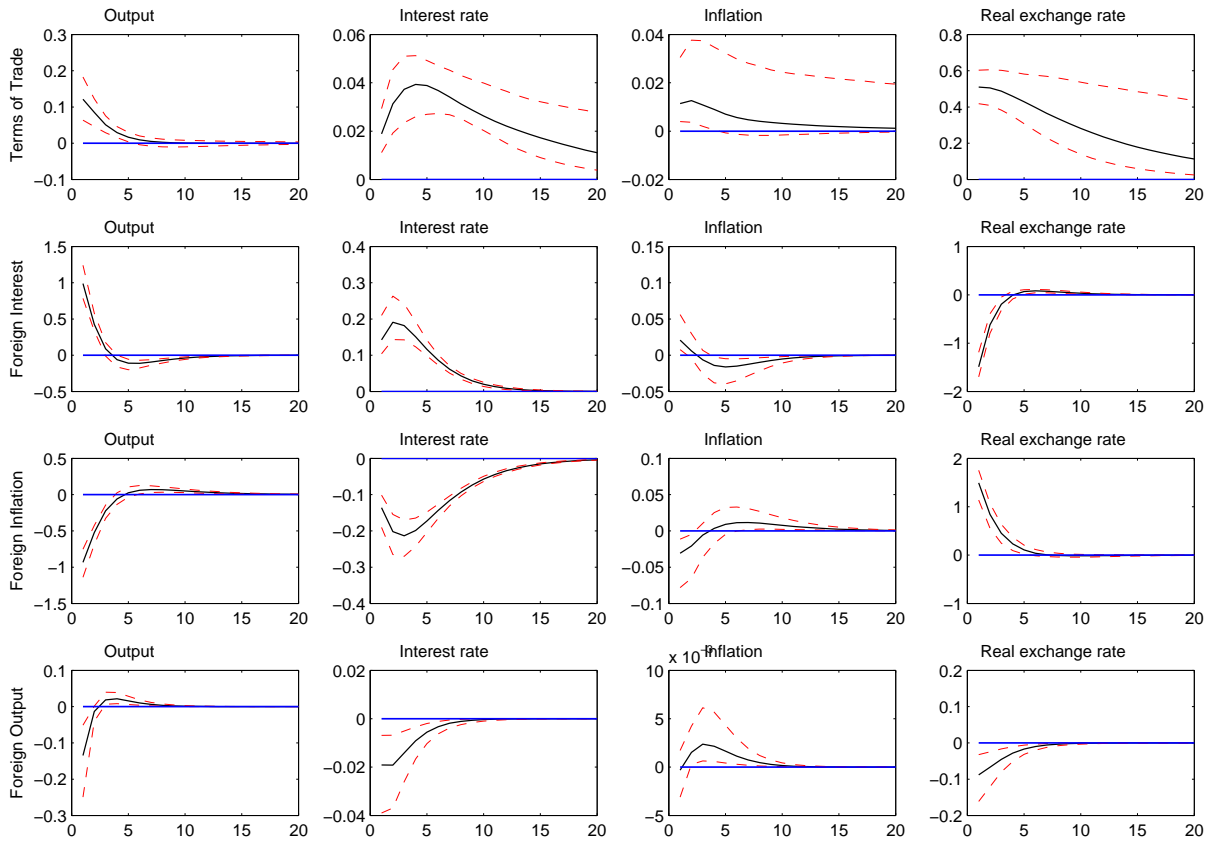 Output Interest rate Inflation Real exchange rate
Terms of Trade
0.3 0.2 0.1 0 −0.1
0 5 10 15 20
0.06 0.04 0.02 0
0 5 10 15 20
0.04 0.02 0 −0.02
0 5 10 15 20
0.8 0.6 0.4 0.2 0
0 5 10 15 20
Output Interest rate Inflation Real exchange rate
Foreign Interest
1.5 1 0.5 0 −0.5
0 5 10 15 20
0.4 0.3 0.2 0.1 0
0 5 10 15 20
0.15 0.1 0.05 0 −0.05
0 5 10 15 20
1 0 −1 −2
0 5 10 15 20
Output Interest rate Inflation Real exchange rate
Foreign Inflation
0.5 0 −0.5 −1 −1.5
0 5 10 15 20
0 −0.1 −0.2 −0.3 −0.4
0 5 10 15 20
0.1 0.05 0 −0.05 −0.1
0 5 10 15 20
2 1 0 −1
0 5 10 15 20
Output Interest rate Inflation Real exchange rate
Foreign Output
0.1 0 −0.1 −0.2 −0.3
0 5 10 15 20
0.02 0 −0.02 −0.04
0 5 10 15 20
x 10
10 5 0 −5
0 5 10 15 20
0.2 0.1 0 −0.1 −0.2
0 5 10 15 20